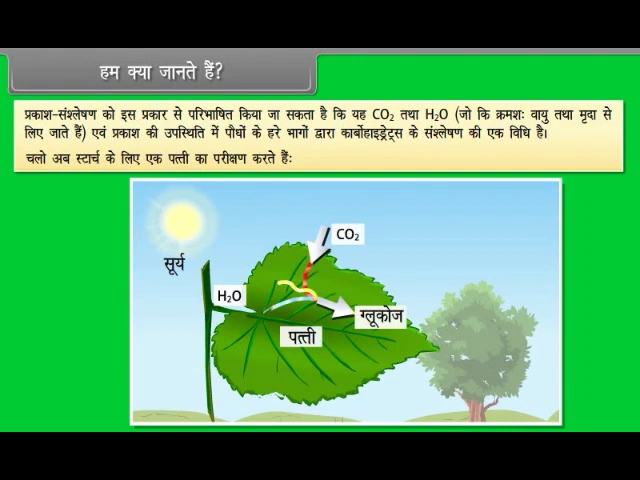 हम क्या जानते हैं?
प्रकाश-संश्लेषण को इस प्रकार से परिभाषित किया जा सकता है कि यह CO₂ तथा H₂O (जो कि क्रमशः वायु तथा मृदा से
लिए जाते हैं) एवं प्रकाश की उपस्थिति में पौधों के हरे भागों द्वारा कार्बोहाइड्रेट्स के संश्लेषण की एक विधि है।
चलो अब स्टार्च के लिए एक पत्ती का परीक्षण करते हैंः
CO₂
सूर्य
H₂O
ग्लूकोज
पत्ती